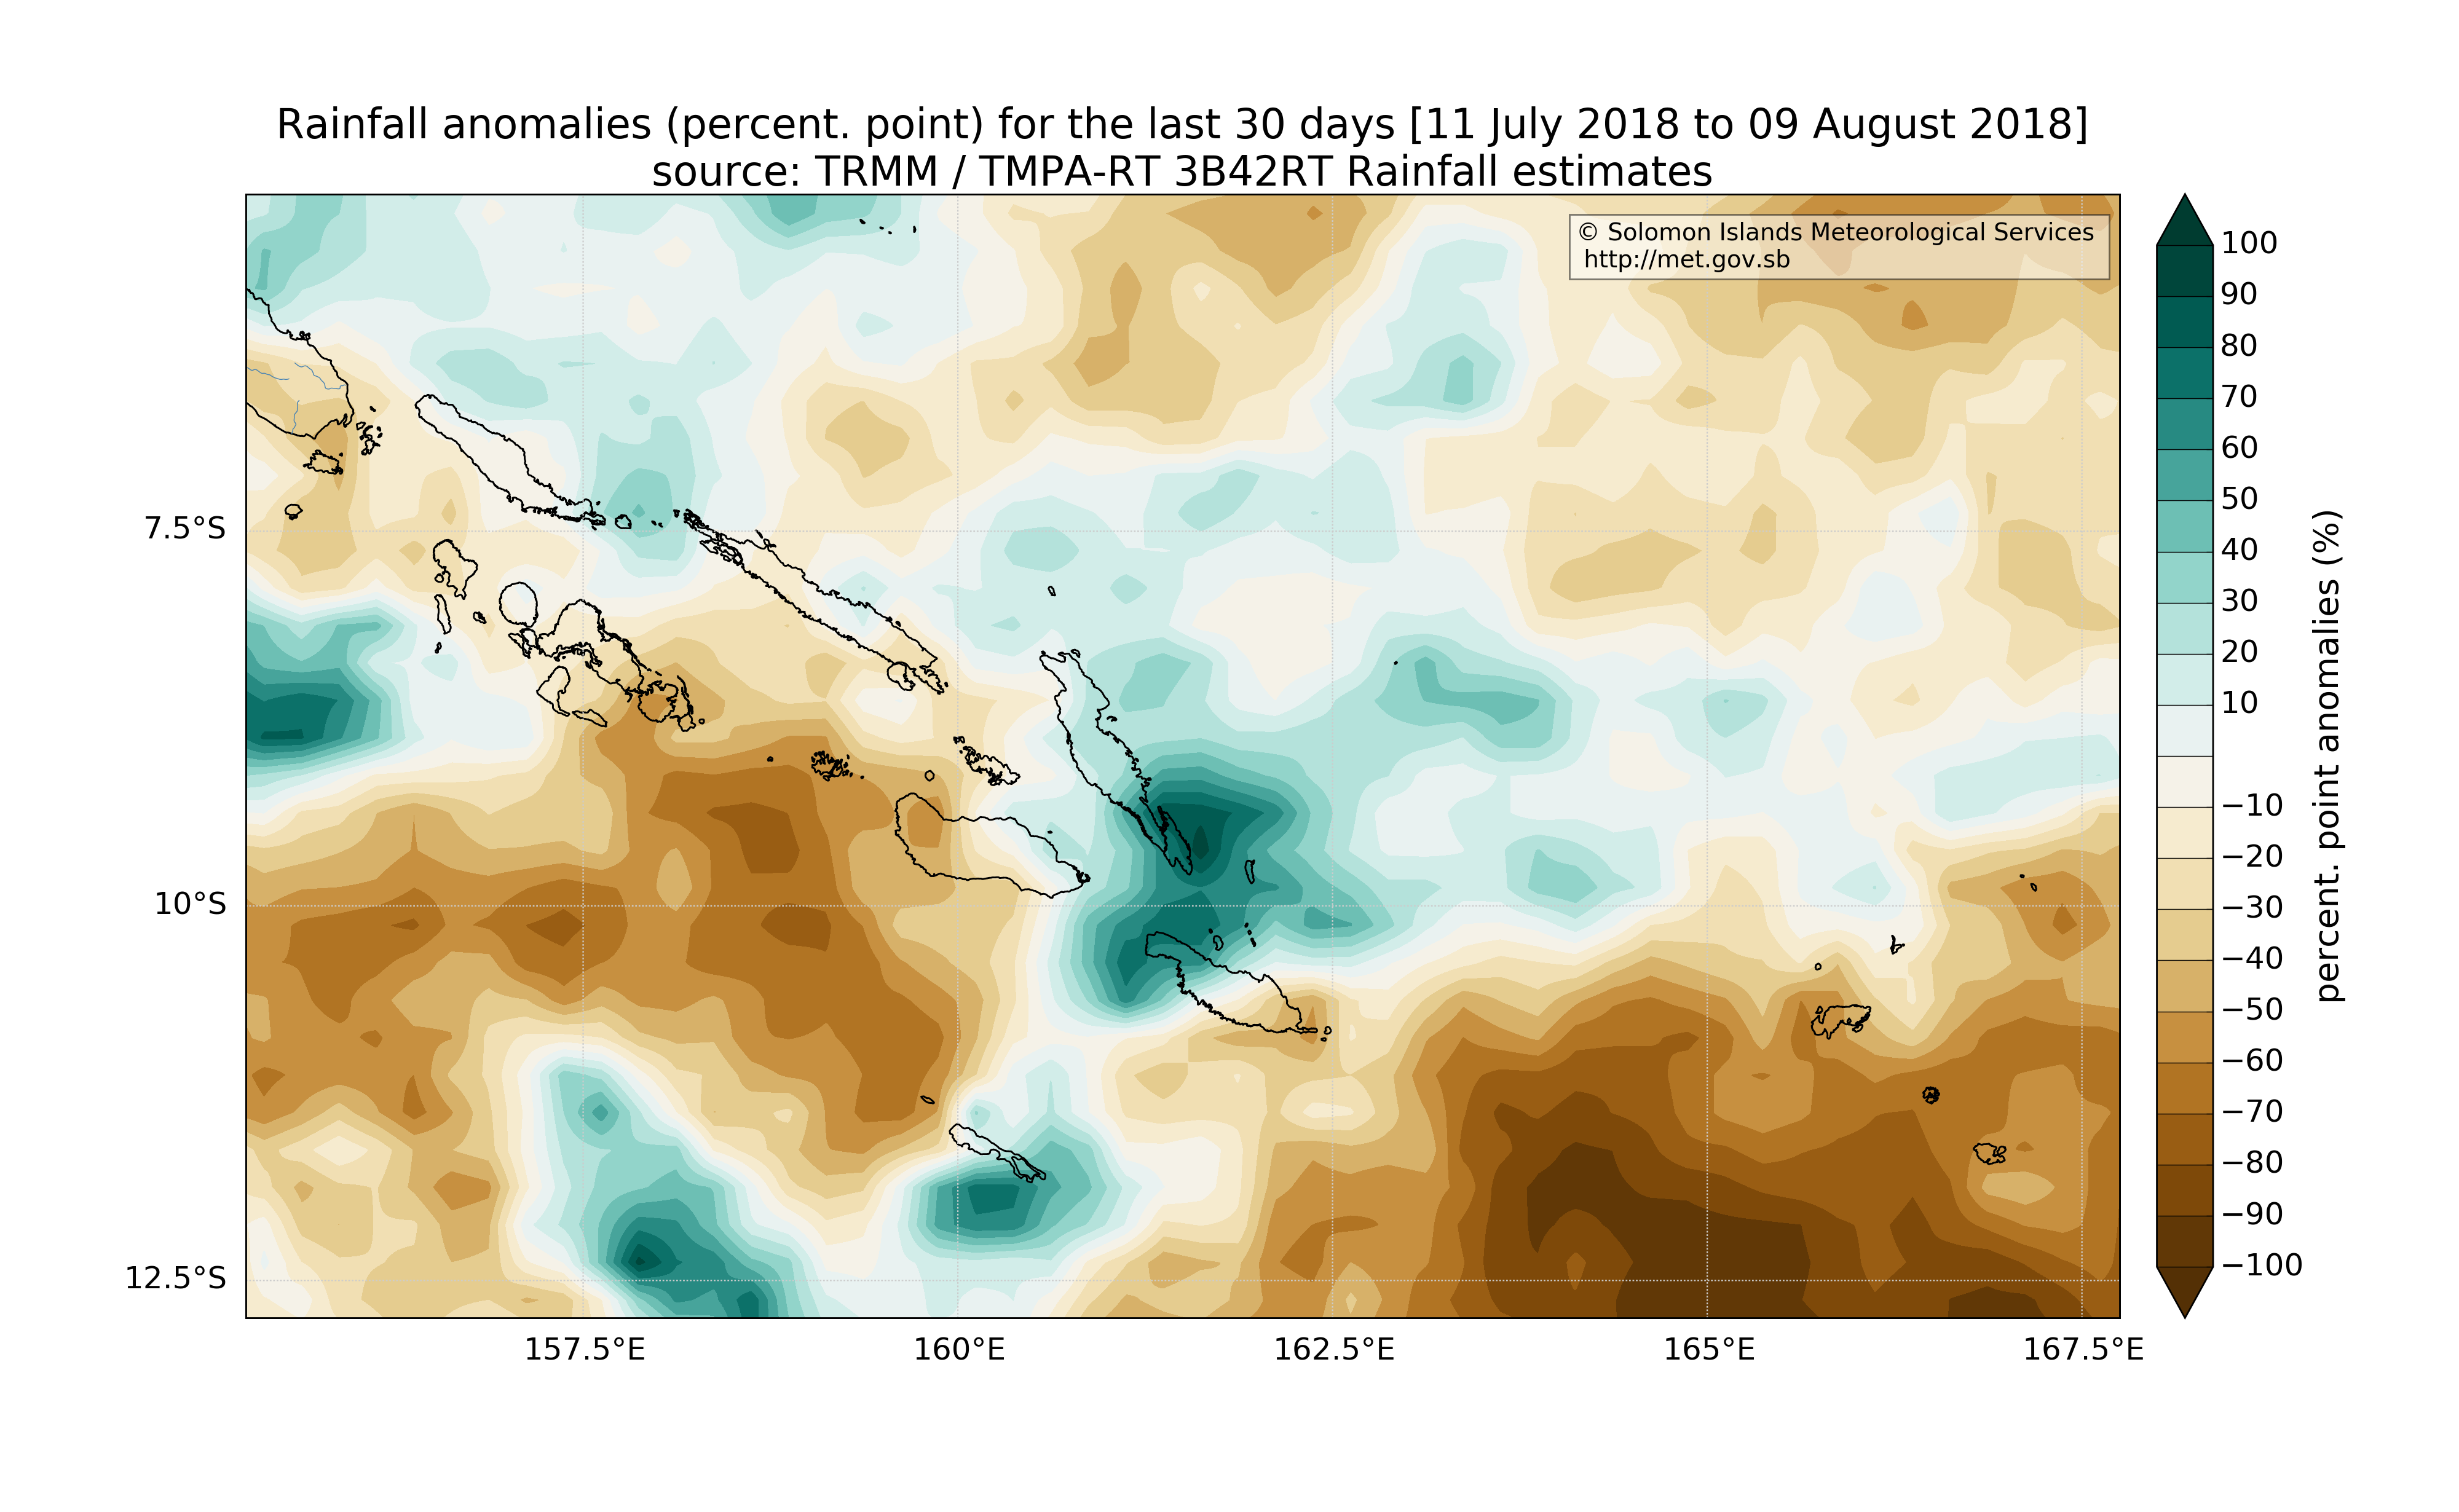 Rainfall anomalies (percent. point) for the last 30 days [11 July 2018 to 09 August 2018]
source: TRMM / TMPA-RT 3B42RT Rainfall estimates
© Solomon Islands Meteorological Services
http://met.gov.sb
7.5°S
10°S
12.5°S
157.5°E
160°E
162.5°E
165°E
167.5°E
100
90
80
70
60
50
40
30
20
10
−10
−20
−30
−40
−50
−60
−70
−80
−90
−100
percent. point anomalies (%)